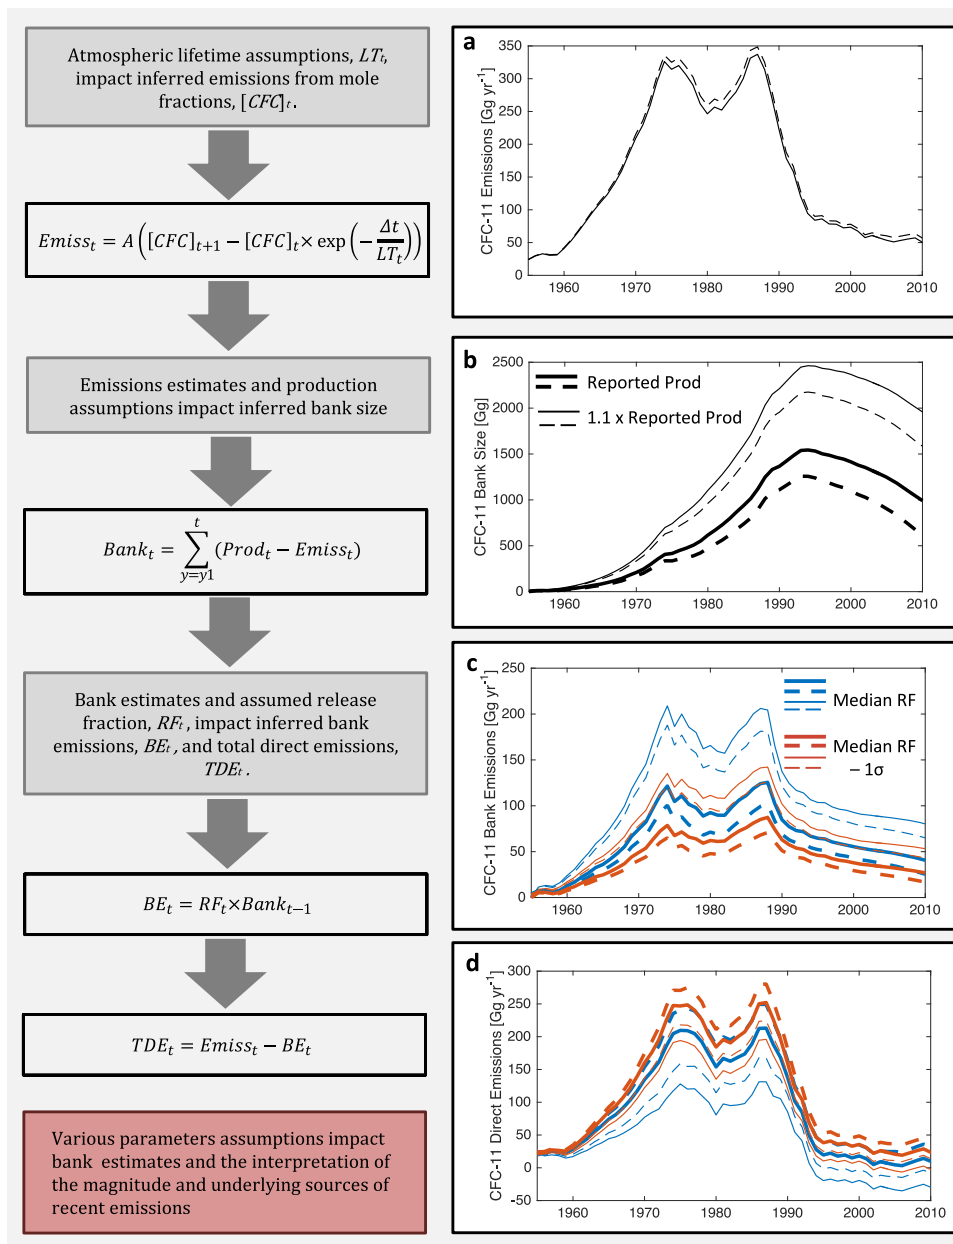 Atmospheric lifetime assumptions, LTₜ,
impact inferred emissions from mole
fractions, [CFC]ₜ.
Emissₜ = A([CFC]ₜ₊₁ − [CFC]ₜ × exp(−Δt/LTₜ))
Emissions estimates and production
assumptions impact inferred bank size
Bankₜ = ∑_{y=y1}^{t} (Prodₜ − Emissₜ)
Bank estimates and assumed release
fraction, RFₜ, impact inferred bank
emissions, BEₜ, and total direct emissions,
TDEₜ.
BEₜ = RFₜ×Bankₜ₋₁
TDEₜ = Emissₜ − BEₜ
Various parameters assumptions impact
bank estimates and the interpretation of
the magnitude and underlying sources of
recent emissions
a
CFC-11 Emissions [Gg yr⁻¹]
350
300
250
200
150
100
50
0
1960 1970 1980 1990 2000 2010
b
CFC-11 Bank Size [Gg]
2500
2000
1500
1000
500
0
Reported Prod
1.1 x Reported Prod
1960 1970 1980 1990 2000 2010
c
CFC-11 Bank Emissions [Gg yr⁻¹]
250
200
150
100
50
0
Median RF
Median RF
− 1σ
1960 1970 1980 1990 2000 2010
d
CFC-11 Direct Emissions [Gg yr⁻¹]
300
250
200
150
100
50
0
-50
1960 1970 1980 1990 2000 2010